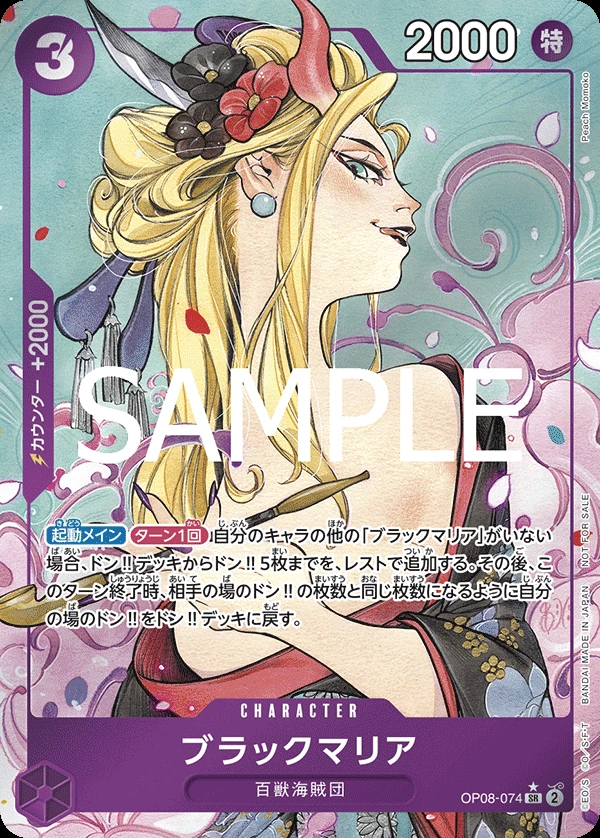 3
2000
特
Peach Momoko
カウンター +2000
SAMPLE
起動メイン ターン1回 自分のキャラの他の「ブラックマリア」がいない
場合、ドン!!デッキからドン!!5枚までを、レストで追加する。その後、こ
のターン終了時、相手の場のドン!!の枚数と同じ枚数になるように自分
の場のドン!!をドン!!デッキに戻す。
NOT FOR SALE
BANDAI MADE IN JAPAN
©E.O/S. ©O/S.F.T
CHARACTER
ブラックマリア
百獣海賊団
OP08-074 SR 2